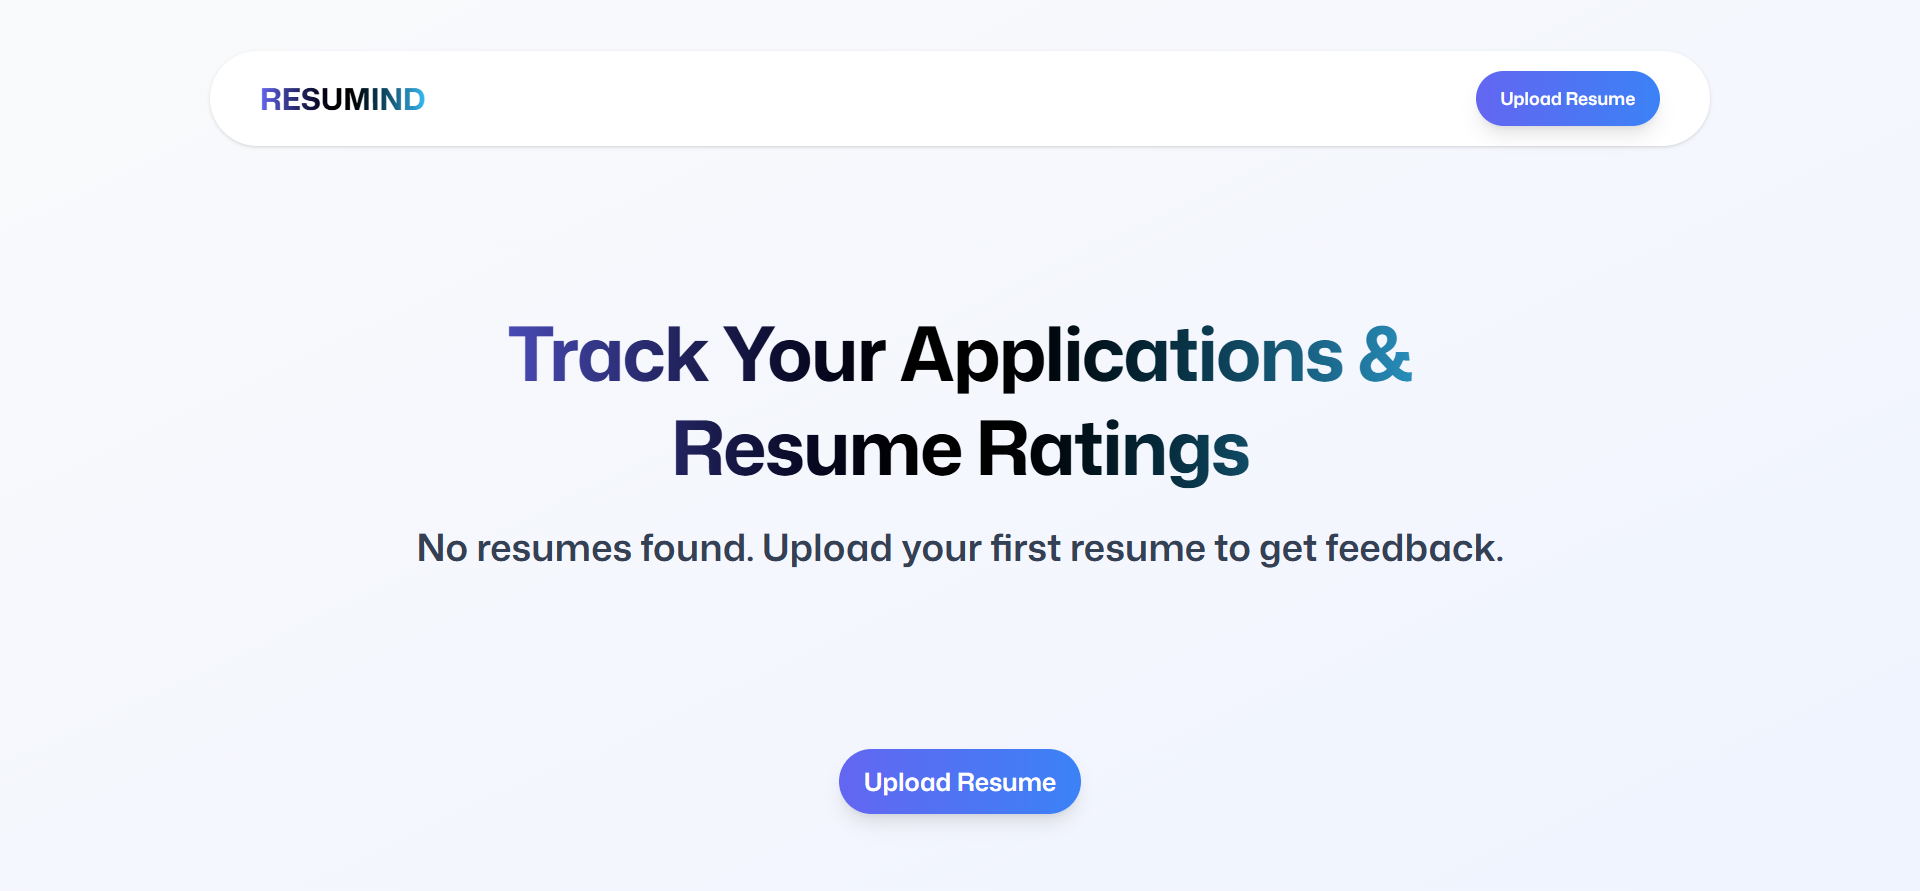 RESUMIND
Upload Resume
Track Your Applications &
Resume Ratings
No resumes found. Upload your first resume to get feedback.
Upload Resume